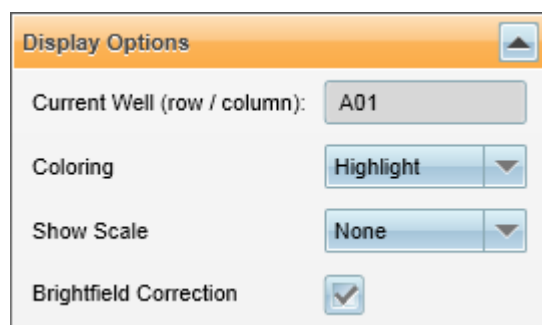 Display Options
Current Well (row / column): A01
Coloring Highlight
Show Scale None
Brightfield Correction